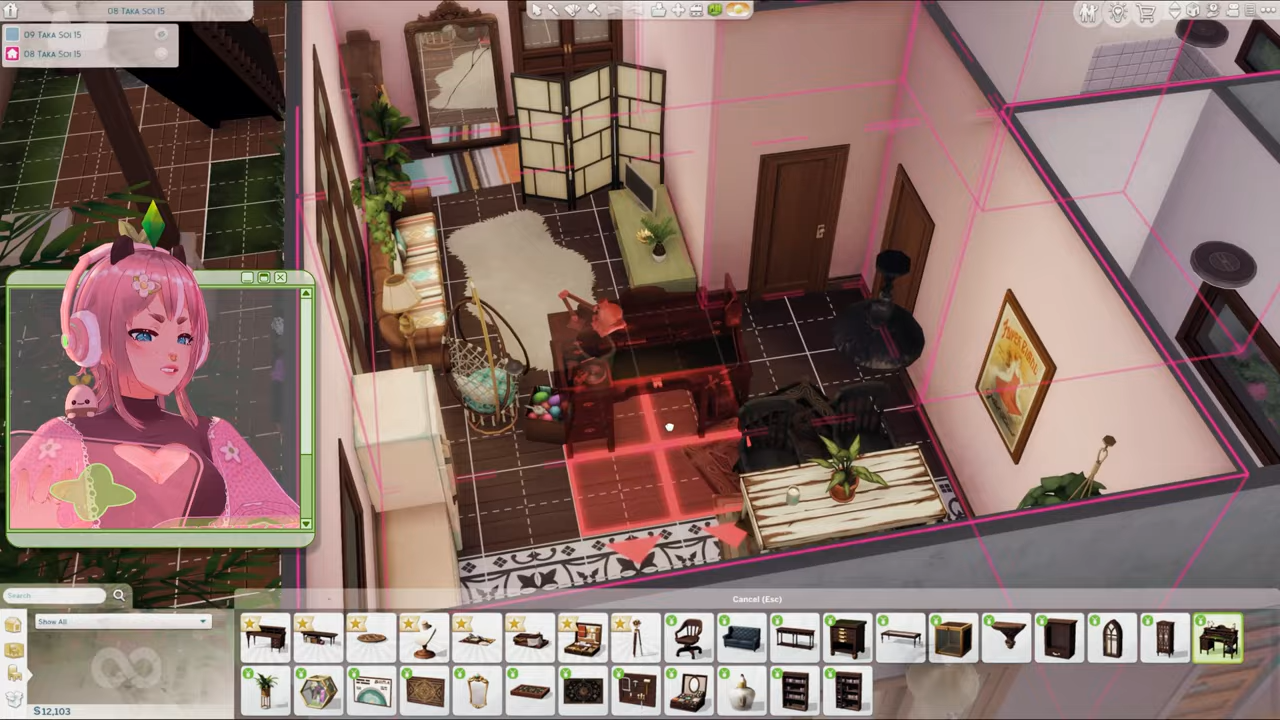 08 TAKA SOI 15
09 TAKA SOI 15
08 TAKA SOI 15
Cancel (Esc)
Search
Show All
§12,103